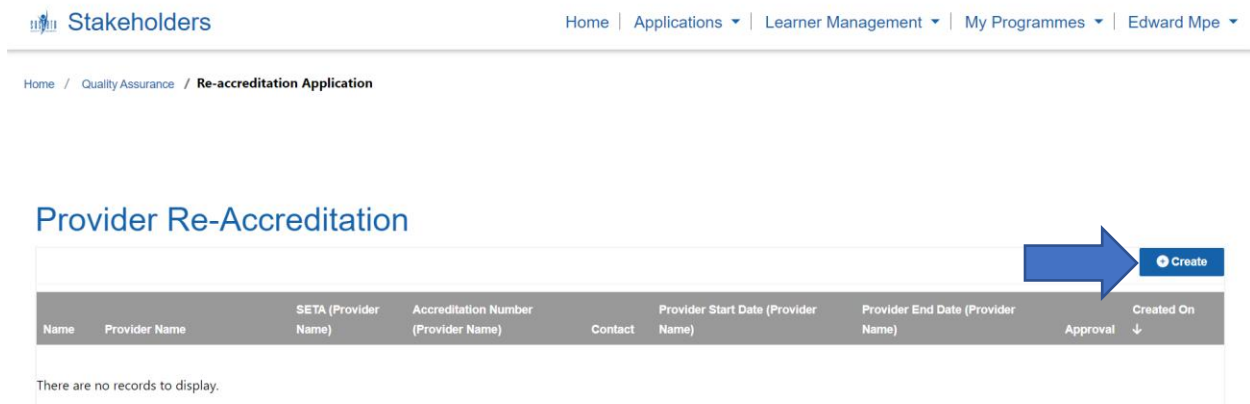 Stakeholders
Home | Applications | Learner Management | My Programmes | Edward Mpe
Home / Quality Assurance / Re-accreditation Application
Provider Re-Accreditation
Create
Name Provider Name SETA (Provider Name) Accreditation Number (Provider Name) Contact Provider Start Date (Provider Name) Provider End Date (Provider Name) Approval Created On ↓
There are no records to display.